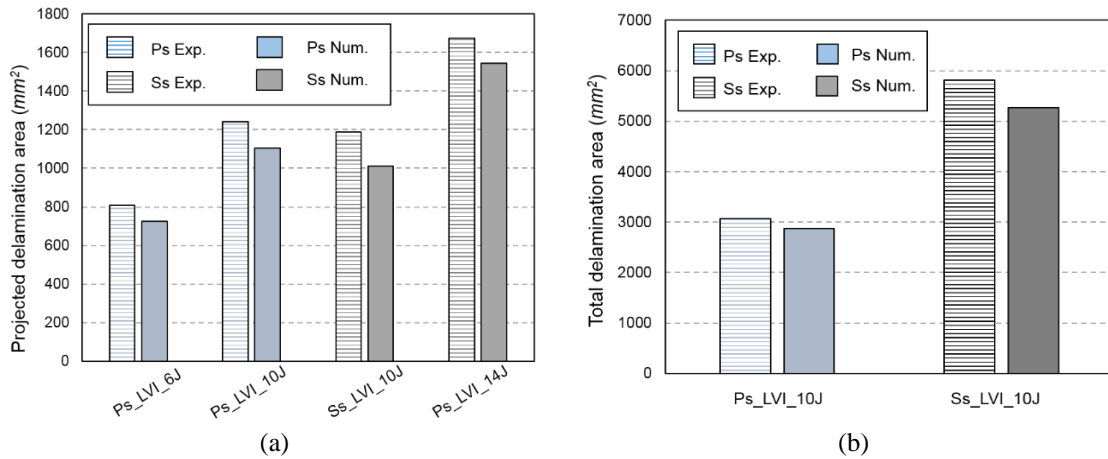 1800
1600
1400
1200
1000
800
600
400
200
0
Projected delamination area (mm²)
Ps Exp. Ps Num.
Ss Exp. Ss Num.
Ps_LVI_6J Ps_LVI_10J Ss_LVI_10J Ps_LVI_14J
(a)
7000
6000
5000
4000
3000
2000
1000
0
Total delamination area (mm²)
Ps Exp. Ps Num.
Ss Exp. Ss Num.
Ps_LVI_10J Ss_LVI_10J
(b)